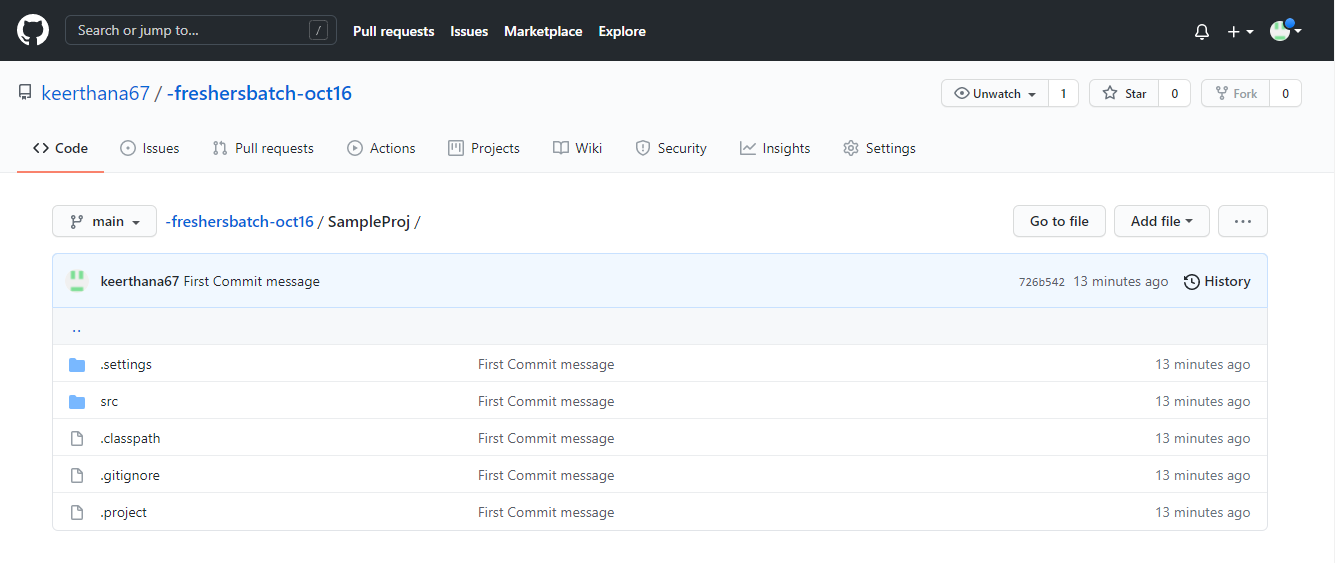 Search or jump to... / Pull requests Issues Marketplace Explore
keerthana67 / -freshersbatch-oct16 Unwatch 1 Star 0 Fork 0
Code Issues Pull requests Actions Projects Wiki Security Insights Settings
main -freshersbatch-oct16 / SampleProj / Go to file Add file ...
keerthana67 First Commit message 726b542 13 minutes ago History
..
.settings First Commit message 13 minutes ago
src First Commit message 13 minutes ago
.classpath First Commit message 13 minutes ago
.gitignore First Commit message 13 minutes ago
.project First Commit message 13 minutes ago